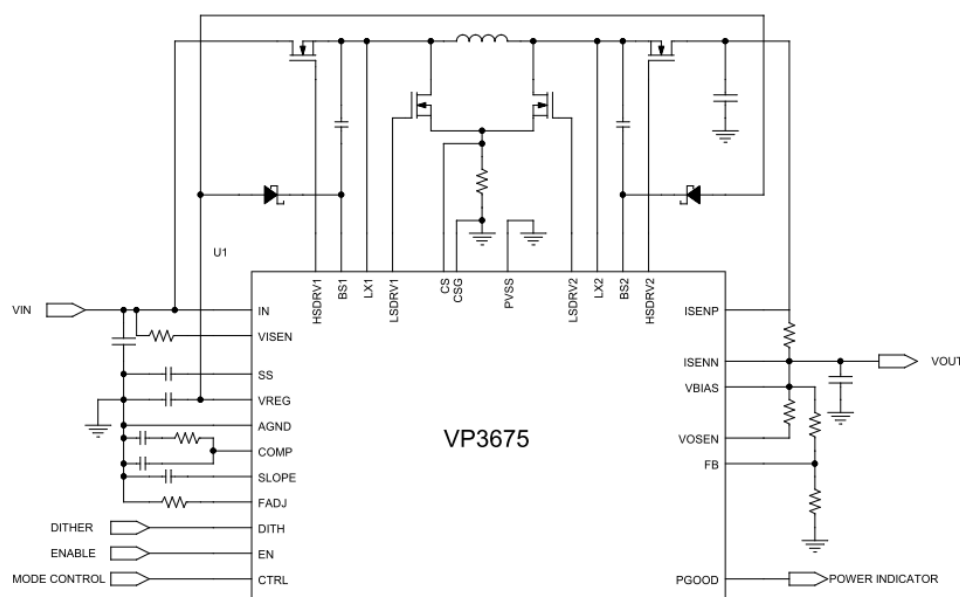 U1
HSDRV1
BS1
LX1
LSDRV1
CS
CSG
PVSS
LSDRV2
LX2
BS2
HSDRV2
VIN
IN
VISEN
SS
VREG
AGND
COMP
SLOPE
FADJ
DITHER
DITH
ENABLE
EN
MODE CONTROL
CTRL
VP3675
ISENP
ISENN
VOUT
VBIAS
VOSEN
FB
PGOOD
POWER INDICATOR